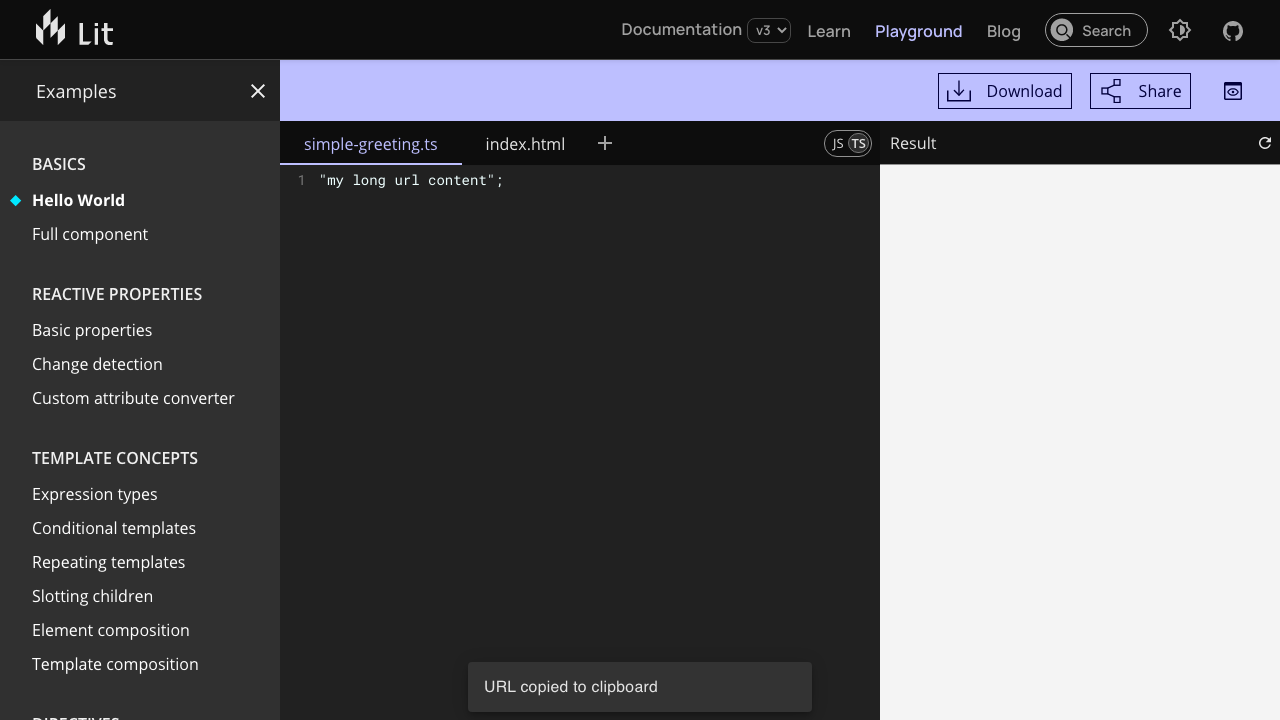 Lit
Documentation v3 Learn Playground Blog Search
Examples
Download Share
BASICS
Hello World
Full component
REACTIVE PROPERTIES
Basic properties
Change detection
Custom attribute converter
TEMPLATE CONCEPTS
Expression types
Conditional templates
Repeating templates
Slotting children
Element composition
Template composition
DIRECTIVES
simple-greeting.ts index.html JS TS
1 "my long url content";
Result
URL copied to clipboard